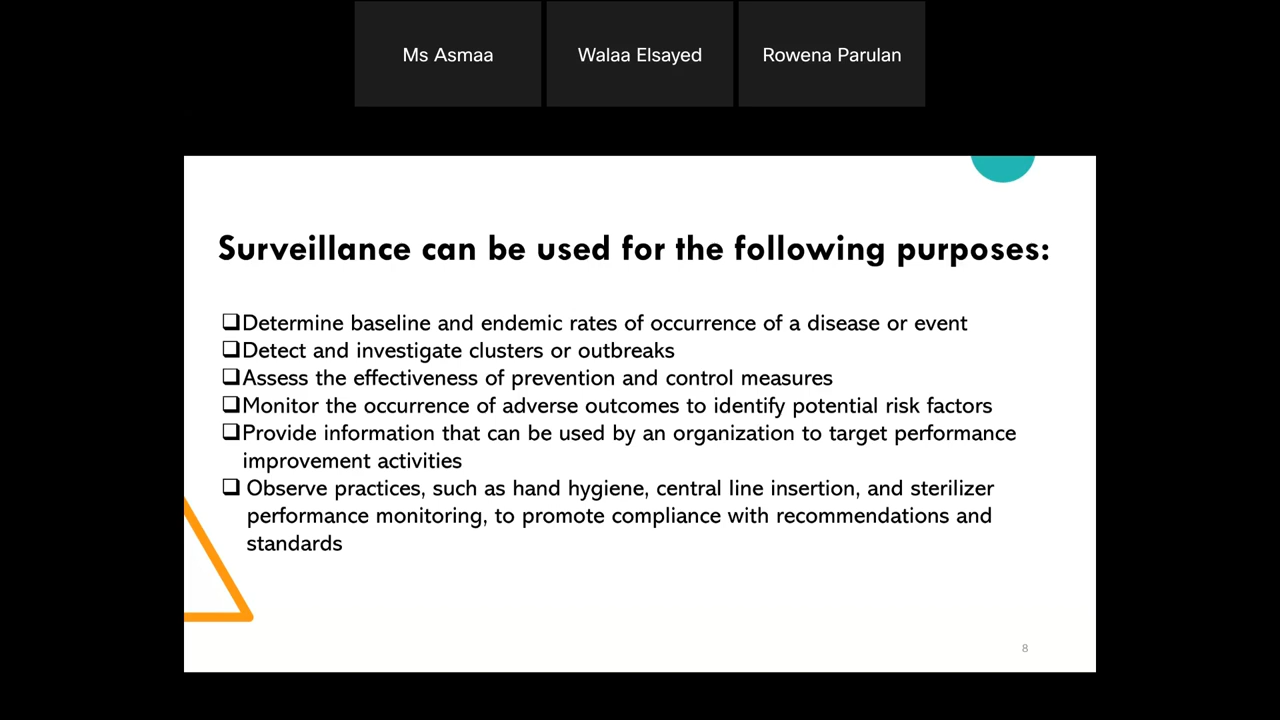 Ms Asmaa
Walaa Elsayed
Rowena Parulan
Surveillance can be used for the following purposes:
❑Determine baseline and endemic rates of occurrence of a disease or event
❑Detect and investigate clusters or outbreaks
❑Assess the effectiveness of prevention and control measures
❑Monitor the occurrence of adverse outcomes to identify potential risk factors
❑Provide information that can be used by an organization to target performance
improvement activities
❑ Observe practices, such as hand hygiene, central line insertion, and sterilizer
performance monitoring, to promote compliance with recommendations and
standards
8